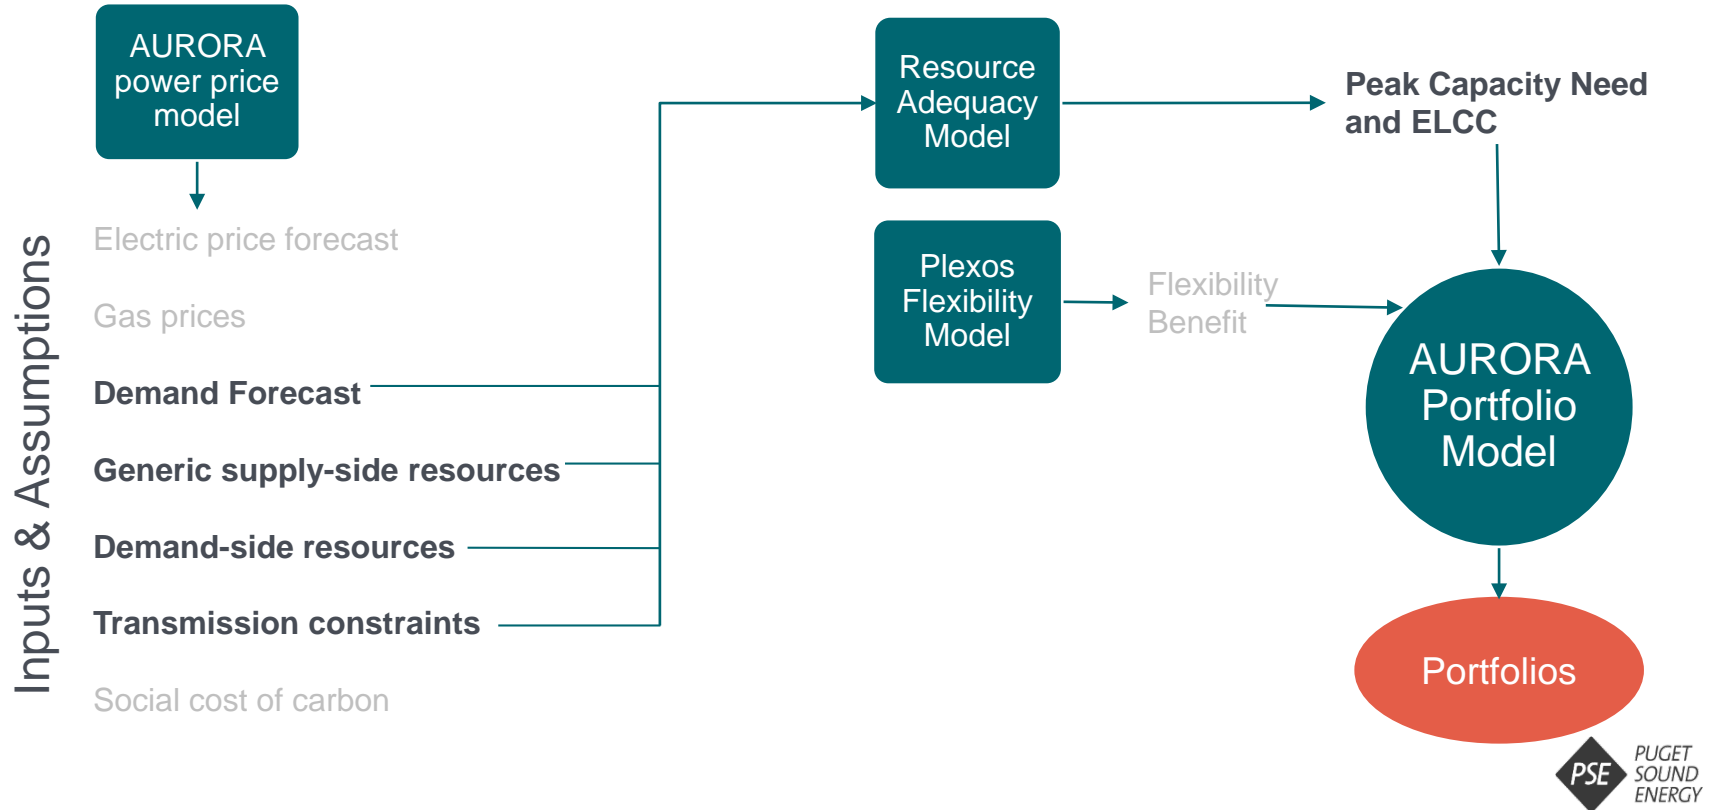 AURORA
power price
model
Inputs & Assumptions
Electric price forecast
Gas prices
Demand Forecast
Generic supply-side resources
Demand-side resources
Transmission constraints
Social cost of carbon
Resource
Adequacy
Model
Peak Capacity Need
and ELCC
Plexos
Flexibility
Model
Flexibility
Benefit
AURORA
Portfolio
Model
Portfolios
PSE
PUGET
SOUND
ENERGY